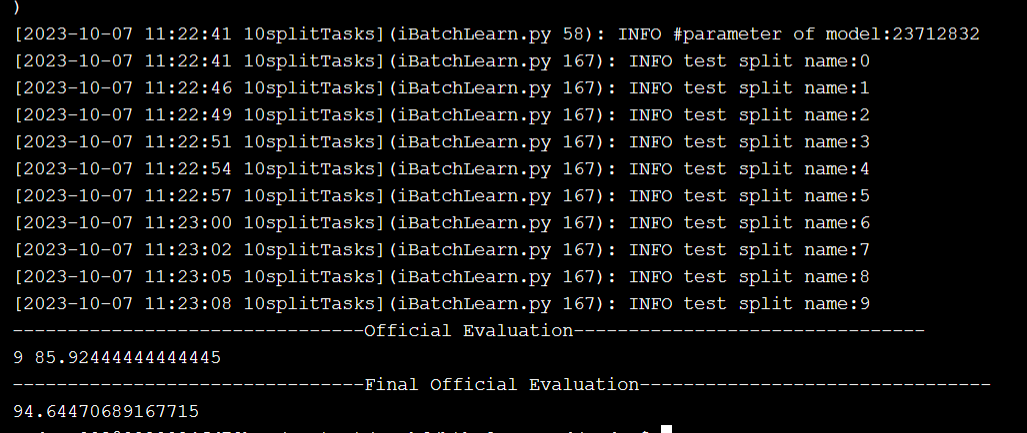 )
[2023-10-07 11:22:41 10splitTasks](iBatchLearn.py 58): INFO #parameter of model:23712832
[2023-10-07 11:22:41 10splitTasks](iBatchLearn.py 167): INFO test split name:0
[2023-10-07 11:22:46 10splitTasks](iBatchLearn.py 167): INFO test split name:1
[2023-10-07 11:22:49 10splitTasks](iBatchLearn.py 167): INFO test split name:2
[2023-10-07 11:22:51 10splitTasks](iBatchLearn.py 167): INFO test split name:3
[2023-10-07 11:22:54 10splitTasks](iBatchLearn.py 167): INFO test split name:4
[2023-10-07 11:22:57 10splitTasks](iBatchLearn.py 167): INFO test split name:5
[2023-10-07 11:23:00 10splitTasks](iBatchLearn.py 167): INFO test split name:6
[2023-10-07 11:23:02 10splitTasks](iBatchLearn.py 167): INFO test split name:7
[2023-10-07 11:23:05 10splitTasks](iBatchLearn.py 167): INFO test split name:8
[2023-10-07 11:23:08 10splitTasks](iBatchLearn.py 167): INFO test split name:9
--------------------------------Official Evaluation--------------------------------
9 85.92444444444445
--------------------------------Final Official Evaluation--------------------------------
94.64470689167715